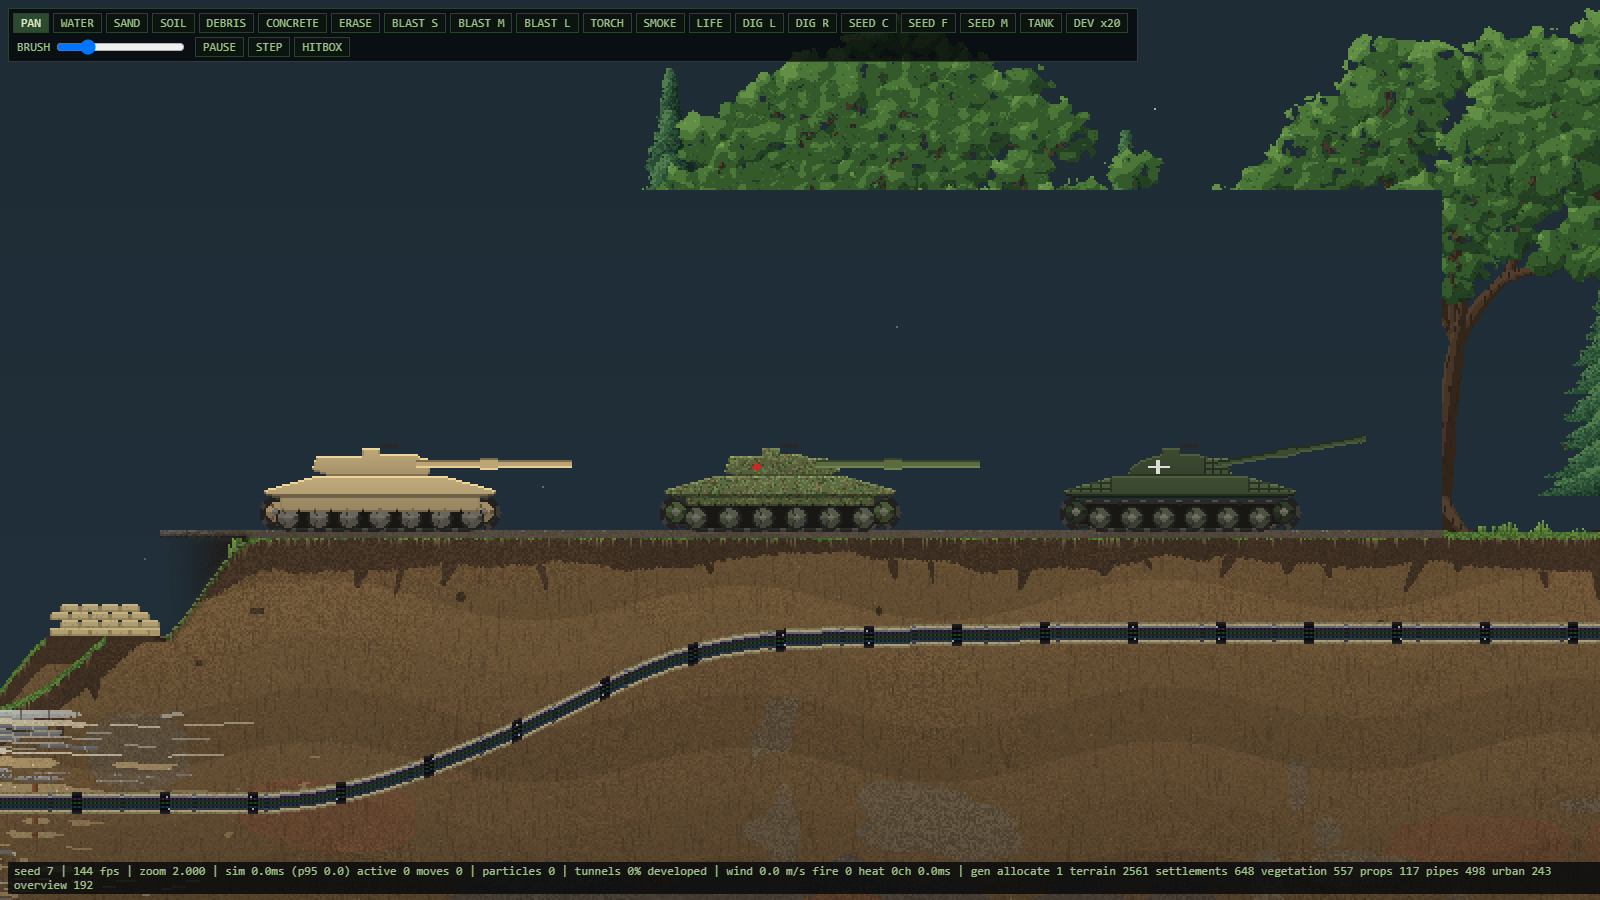 PAN WATER SAND SOIL DEBRIS CONCRETE ERASE BLAST S BLAST M BLAST L TORCH SMOKE LIFE DIG L DIG R SEED C SEED F SEED M TANK DEV x20
BRUSH PAUSE STEP HITBOX
seed 7 | 144 fps | zoom 2.000 | sim 0.0ms (p95 0.0) active 0 moves 0 | particles 0 | tunnels 0% developed | wind 0.0 m/s fire 0 heat 0ch 0.0ms | gen allocate 1 terrain 2561 settlements 648 vegetation 557 props 117 pipes 498 urban 243
overview 192